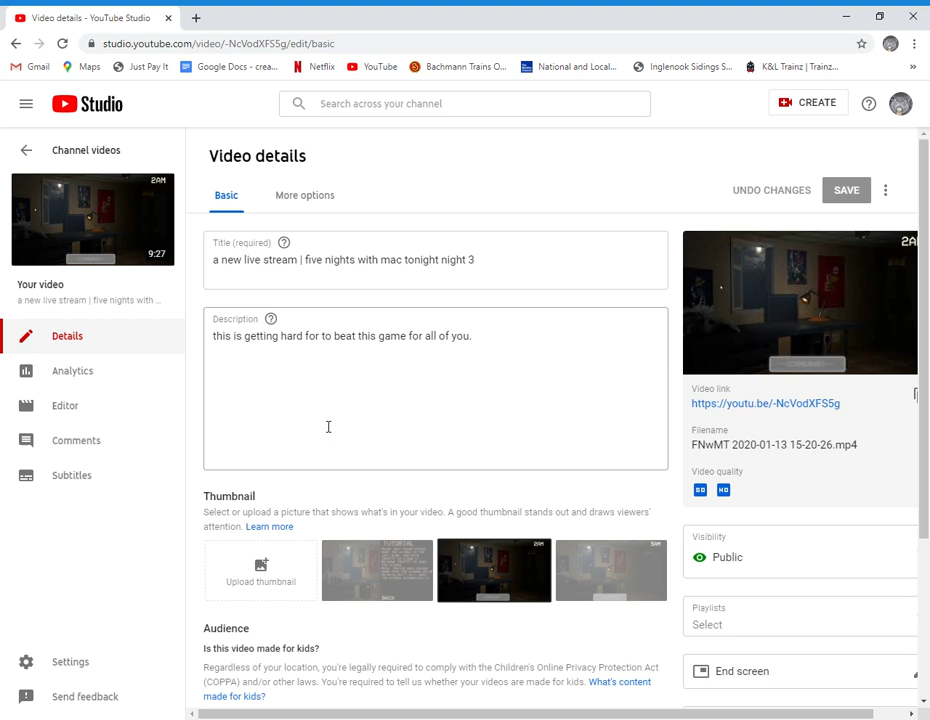 Video details - YouTube Studio
studio.youtube.com/video/-NcVodXFS5g/edit/basic
Gmail Maps Just Pay It Google Docs - crea... Netflix YouTube Bachmann Trains O... National and Local... Inglenook Sidings S... K&L Trainz | Trainz...
Studio
Search across your channel
CREATE
Channel videos
2AM
9:27
Your video
a new live stream | five nights with ...
Details
Analytics
Editor
Comments
Subtitles
Settings
Send feedback
Video details
Basic More options
UNDO CHANGES SAVE
Title (required)
a new live stream | five nights with mac tonight night 3
Description
this is getting hard for to beat this game for all of you.
Thumbnail
Select or upload a picture that shows what's in your video. A good thumbnail stands out and draws viewers'
attention. Learn more
Upload thumbnail
TUTORIAL
BACK
2AM
5AM
Audience
Is this video made for kids?
Regardless of your location, you're legally required to comply with the Children's Online Privacy Protection Act
(COPPA) and/or other laws. You're required to tell us whether your videos are made for kids. What's content
made for kids?
2A
Video link
https://youtu.be/-NcVodXFS5g
Filename
FNwMT 2020-01-13 15-20-26.mp4
Video quality
SD HD
Visibility
Public
Playlists
Select
End screen